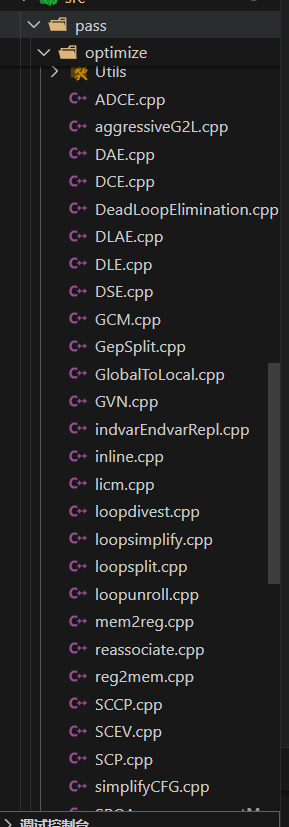 src
pass
optimize
Utils
C++ ADCE.cpp
C++ aggressiveG2L.cpp
C++ DAE.cpp
C++ DCE.cpp
C++ DeadLoopElimination.cpp
C++ DLAE.cpp
C++ DLE.cpp
C++ DSE.cpp
C++ GCM.cpp
C++ GepSplit.cpp
C++ GlobalToLocal.cpp
C++ GVN.cpp
C++ indvarEndvarRepl.cpp
C++ inline.cpp
C++ licm.cpp
C++ loopdivest.cpp
C++ loopsimplify.cpp
C++ loopsplit.cpp
C++ loopunroll.cpp
C++ mem2reg.cpp
C++ reassociate.cpp
C++ reg2mem.cpp
C++ SCCP.cpp
C++ SCEV.cpp
C++ SCP.cpp
C++ simplifyCFG.cpp
调试控制台